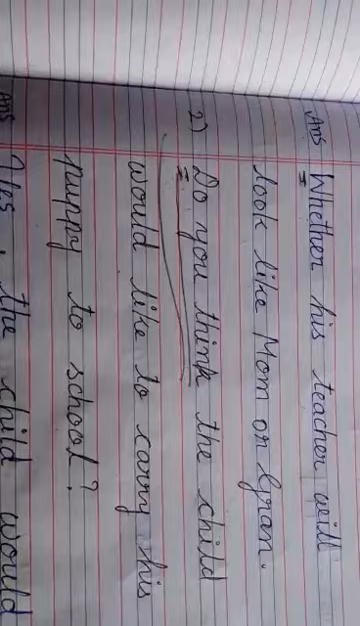 Ans Whether his teacher will
look like Mom or Gran.
2) Do you think the child
would like to carry his
puppy to school?
Ans Yes, the child would